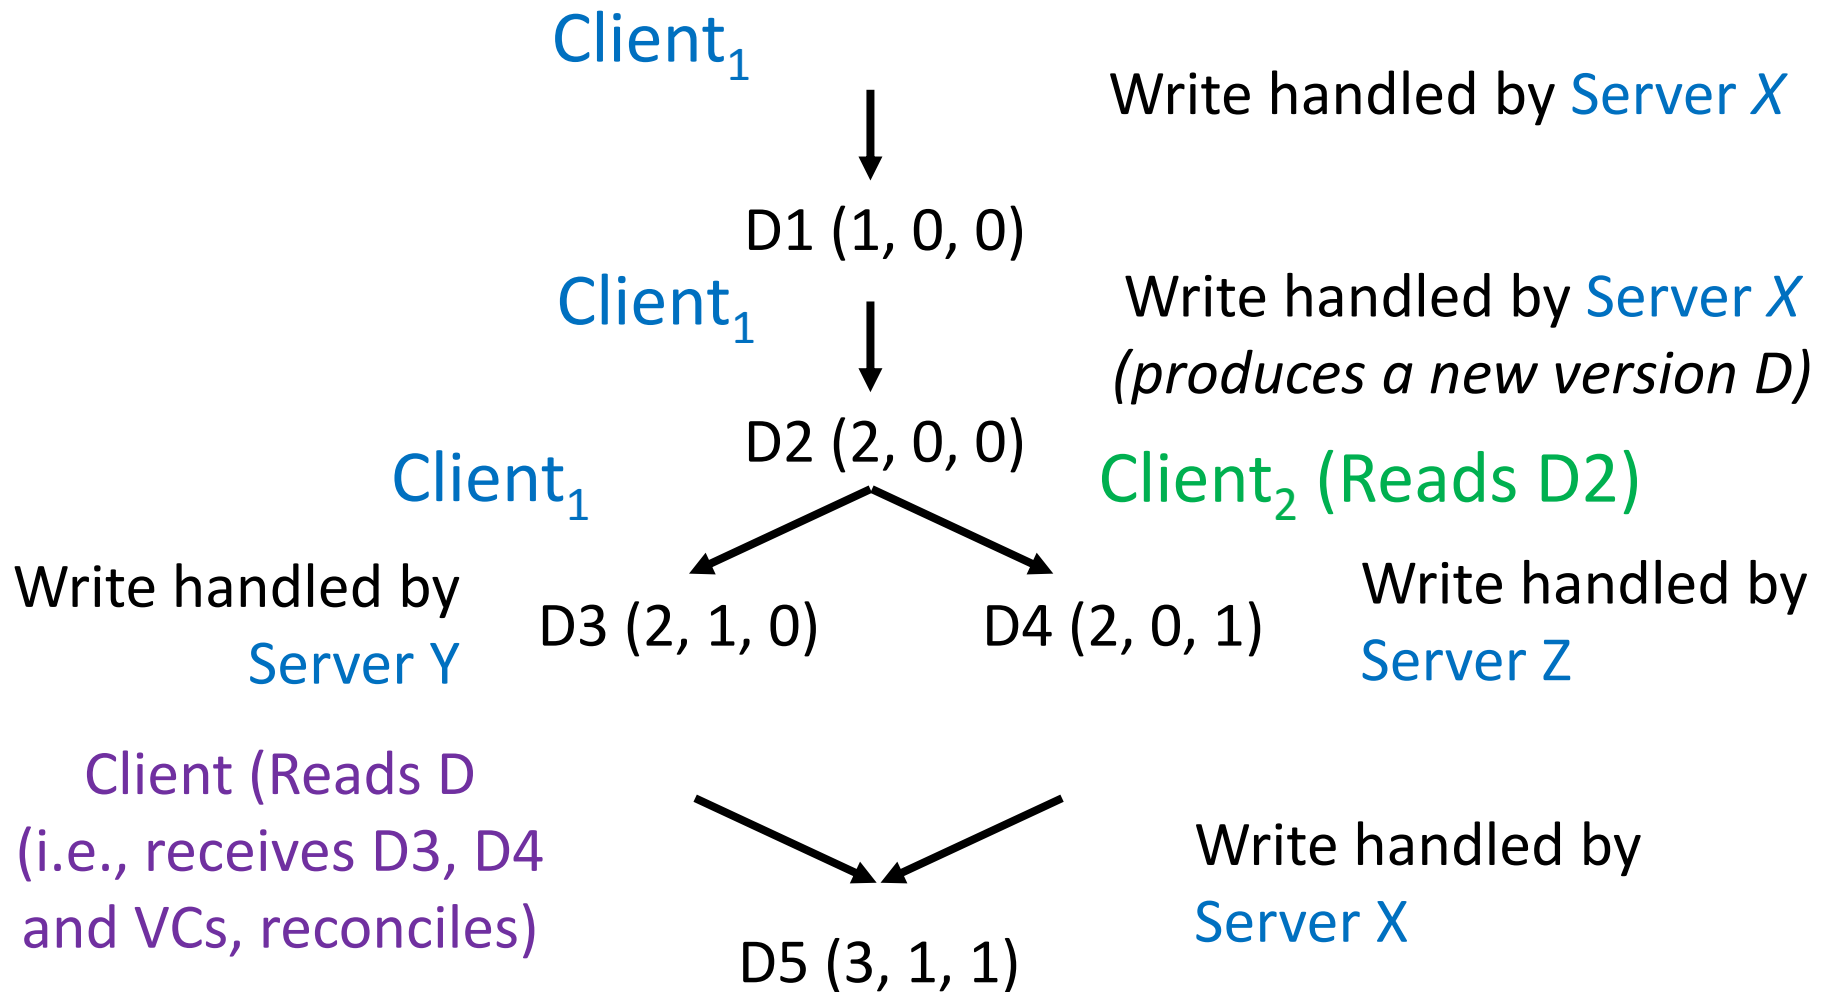 Client₁
Write handled by Server X
D1 (1, 0, 0)
Client₁
Write handled by Server X
(produces a new version D)
D2 (2, 0, 0)
Client₁
Client₂ (Reads D2)
Write handled by
Server Y
D3 (2, 1, 0)
D4 (2, 0, 1)
Write handled by
Server Z
Client (Reads D
(i.e., receives D3, D4
and VCs, reconciles)
Write handled by
Server X
D5 (3, 1, 1)